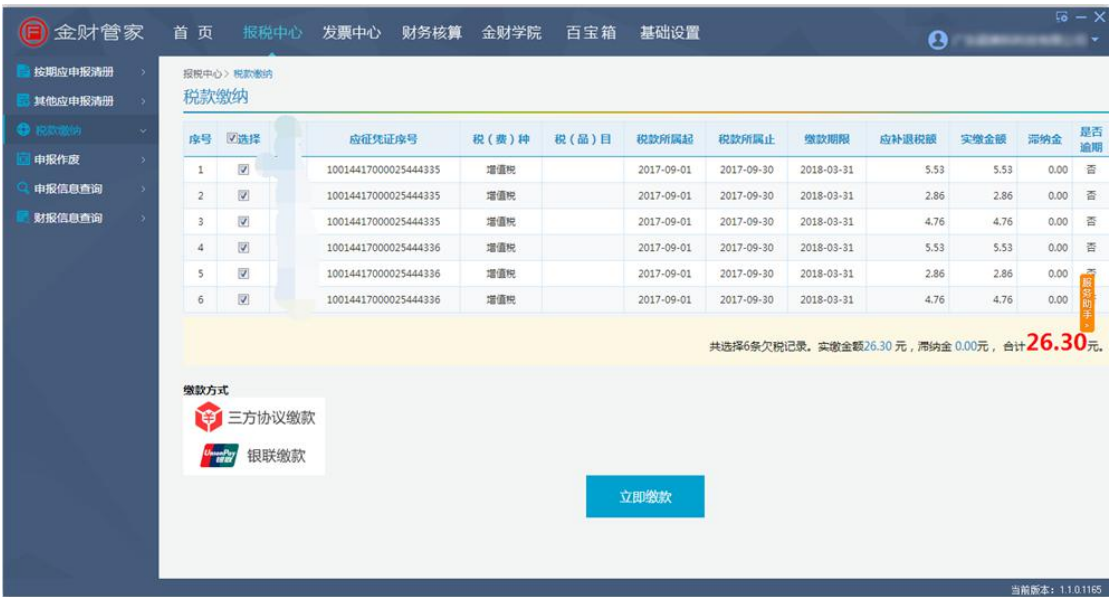 金财管家 首 页 报税中心 发票中心 财务核算 金财学院 百宝箱 基础设置
按期应申报清册
其他应申报清册
税款缴纳
申报作废
申报信息查询
财报信息查询
报税中心> 税款缴纳
税款缴纳
序号 选择 应征凭证序号 税（费）种 税（品）目 税款所属起 税款所属止 缴款期限 应补退税额 实缴金额 滞纳金 是否逾期
1 10014417000025444335 增值税 2017-09-01 2017-09-30 2018-03-31 5.53 5.53 0.00 否
2 10014417000025444335 增值税 2017-09-01 2017-09-30 2018-03-31 2.86 2.86 0.00 否
3 10014417000025444335 增值税 2017-09-01 2017-09-30 2018-03-31 4.76 4.76 0.00 否
4 10014417000025444336 增值税 2017-09-01 2017-09-30 2018-03-31 5.53 5.53 0.00 否
5 10014417000025444336 增值税 2017-09-01 2017-09-30 2018-03-31 2.86 2.86 0.00 否
6 10014417000025444336 增值税 2017-09-01 2017-09-30 2018-03-31 4.76 4.76 0.00
服务助手 >
共选择6条欠税记录。实缴金额26.30 元，滞纳金 0.00元， 合计26.30元。
缴款方式
三方协议缴款
UnionPay 银联 银联缴款
立即缴款
当前版本：1.1.0.1165